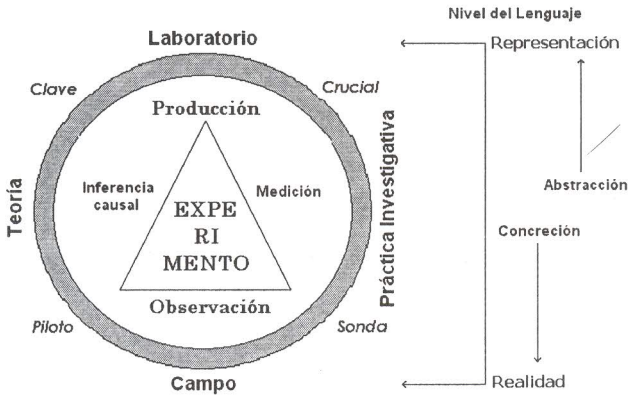 Nivel del Lenguaje
Laboratorio
Representación
Clave
Crucial
Producción
Teoría
Inferencia
causal
Medición
Práctica Investigativa
Abstracción
EXPE
RI
MENTO
Concreción
Observación
Piloto
Sonda
Campo
Realidad